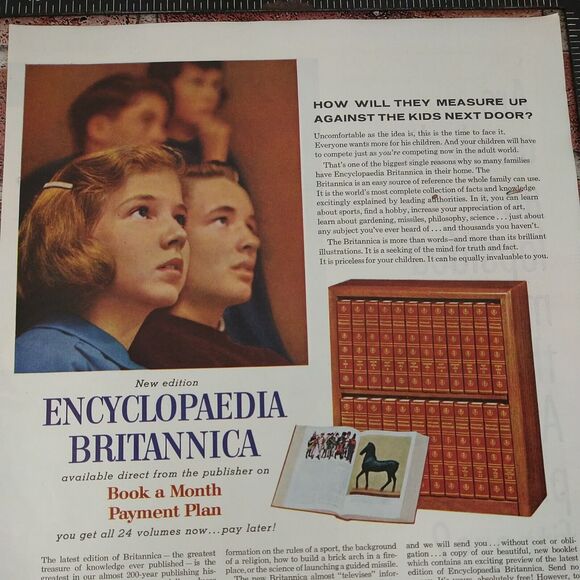 HOW WILL THEY MEASURE UP
AGAINST THE KIDS NEXT DOOR?
Uncomfortable as the idea is, this is the time to face it.
Everyone wants more for his children. And your children will have
to compete just as you're competing now in the adult world.
That's one of the biggest single reasons why so many families
have Encyclopaedia Britannica in their home. The
Britannica is an easy source of reference the whole family can use.
It is the world's most complete collection of facts and knowledge
excitingly explained by leading authorities. In it, you can learn
about sports, find a hobby, increase your appreciation of art,
learn about gardening, missiles, philosophy, science... just about
any subject you've ever heard of... and thousands you haven't.
The Britannica is more than words—and more than its brilliant
illustrations. It is a seeking of the mind for truth and fact.
It is priceless for your children. It can be equally invaluable to you.
New edition
ENCYCLOPAEDIA
BRITANNICA
available direct from the publisher on
Book a Month
Payment Plan
you get all 24 volumes now...pay later!
The latest edition of Britannica—the greatest
treasure of knowledge ever published—is the
greatest in our almost 200-year publishing his-
formation on the rules of sport, the background
of a religion, how to build a brick arch in a fire-
place, or the science of launching a guided missile.
The new Britannica almost "televises" infor-
and we will send you... without cost or obli-
gation...a copy of our beautiful, new booklet
which contains an exciting preview of the latest
edition of Encyclopaedia Britannica. Send no
absolutely free! However